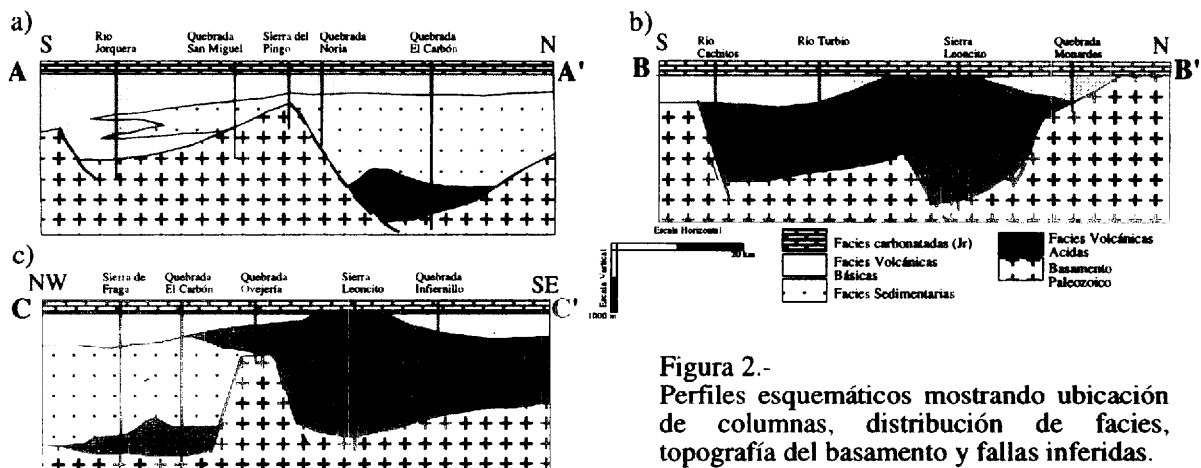 a)
S
Rio
Jorquera
Quebrada
San Miguel
Sierra del
Pingo
Quebrada
Noria
Quebrada
El Carbón
N
A
A'
b)
S
Río
Cachitos
Río Turbio
Sierra
Leoncito
Quebrada
Monardes
N
B
B'
Escala Horizontal
20 km
Escala Vertical
1000 m
Facies carbonatadas (Jr)
Facies Volcánicas
Básicas
Facies Sedimentarias
Facies Volcánicas
Acidas
Basamento
Paleozoico
c)
NW
Sierra de
Fraga
Quebrada
El Carbón
Quebrada
Ovejería
Sierra
Leoncito
Quebrada
Infiernillo
SE
C
C'
Figura 2.-
Perfiles esquemáticos mostrando ubicación
de columnas, distribución de facies,
topografía del basamento y fallas inferidas.